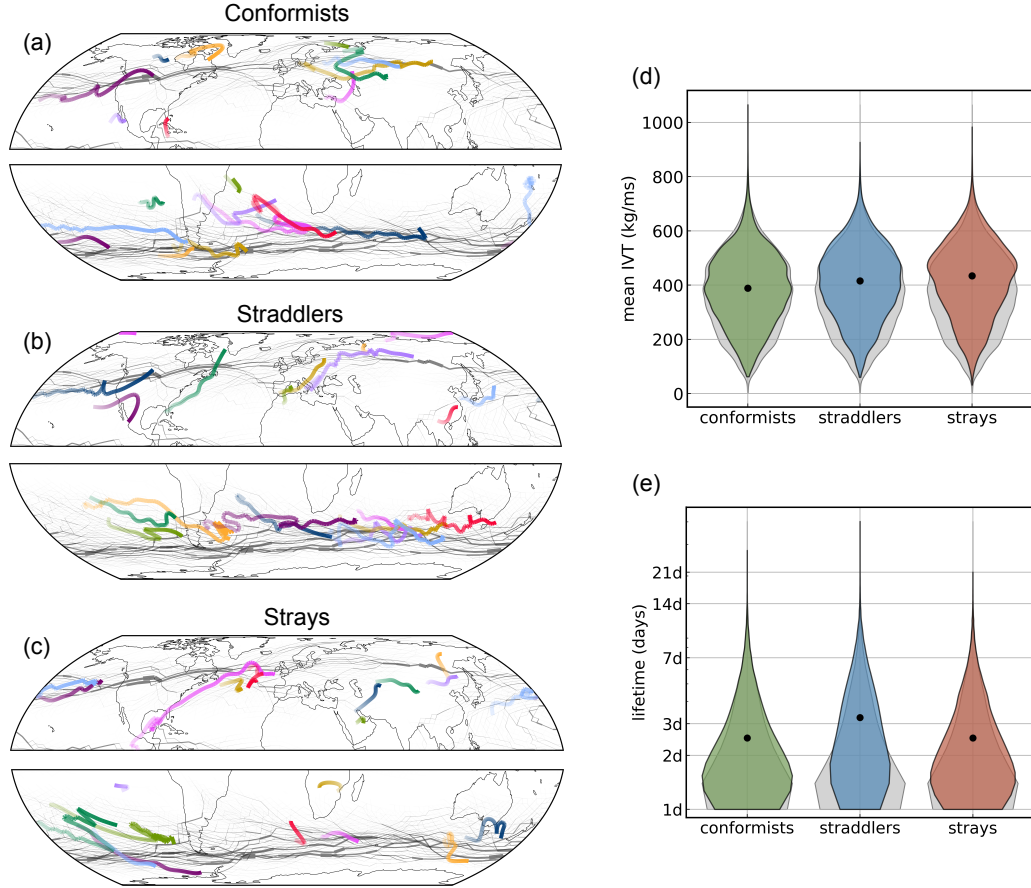 Conformists
(a)
Straddlers
(b)
Strays
(c)
(d)
mean IVT (kg/ms)
1000
800
600
400
200
0
conformists straddlers strays
(e)
lifetime (days)
21d
14d
7d
3d
2d
1d
conformists straddlers strays